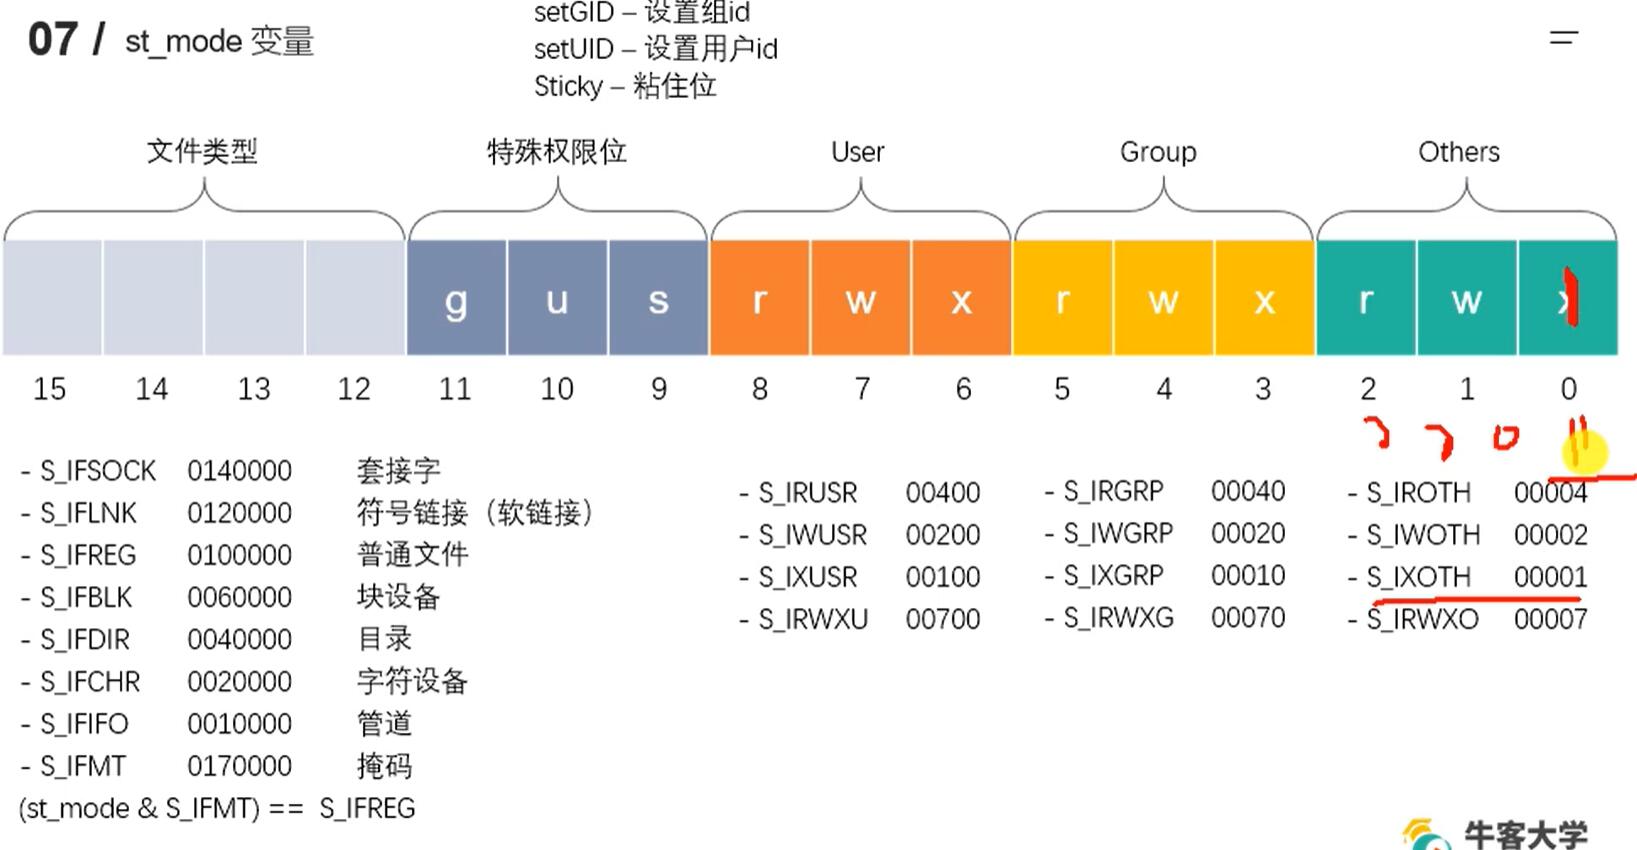 07 / st_mode 变量
setGID – 设置组id
setUID – 设置用户id
Sticky – 粘住位
文件类型 特殊权限位 User Group Others
g u s r w x r w x r w x
15 14 13 12 11 10 9 8 7 6 5 4 3 2 1 0
- S_IFSOCK 0140000 套接字
- S_IFLNK 0120000 符号链接（软链接）
- S_IFREG 0100000 普通文件
- S_IFBLK 0060000 块设备
- S_IFDIR 0040000 目录
- S_IFCHR 0020000 字符设备
- S_IFIFO 0010000 管道
- S_IFMT 0170000 掩码
(st_mode & S_IFMT) == S_IFREG
- S_IRUSR 00400
- S_IWUSR 00200
- S_IXUSR 00100
- S_IRWXU 00700
- S_IRGRP 00040
- S_IWGRP 00020
- S_IXGRP 00010
- S_IRWXG 00070
- S_IROTH 00004
- S_IWOTH 00002
- S_IXOTH 00001
- S_IRWXO 00007
牛客大学